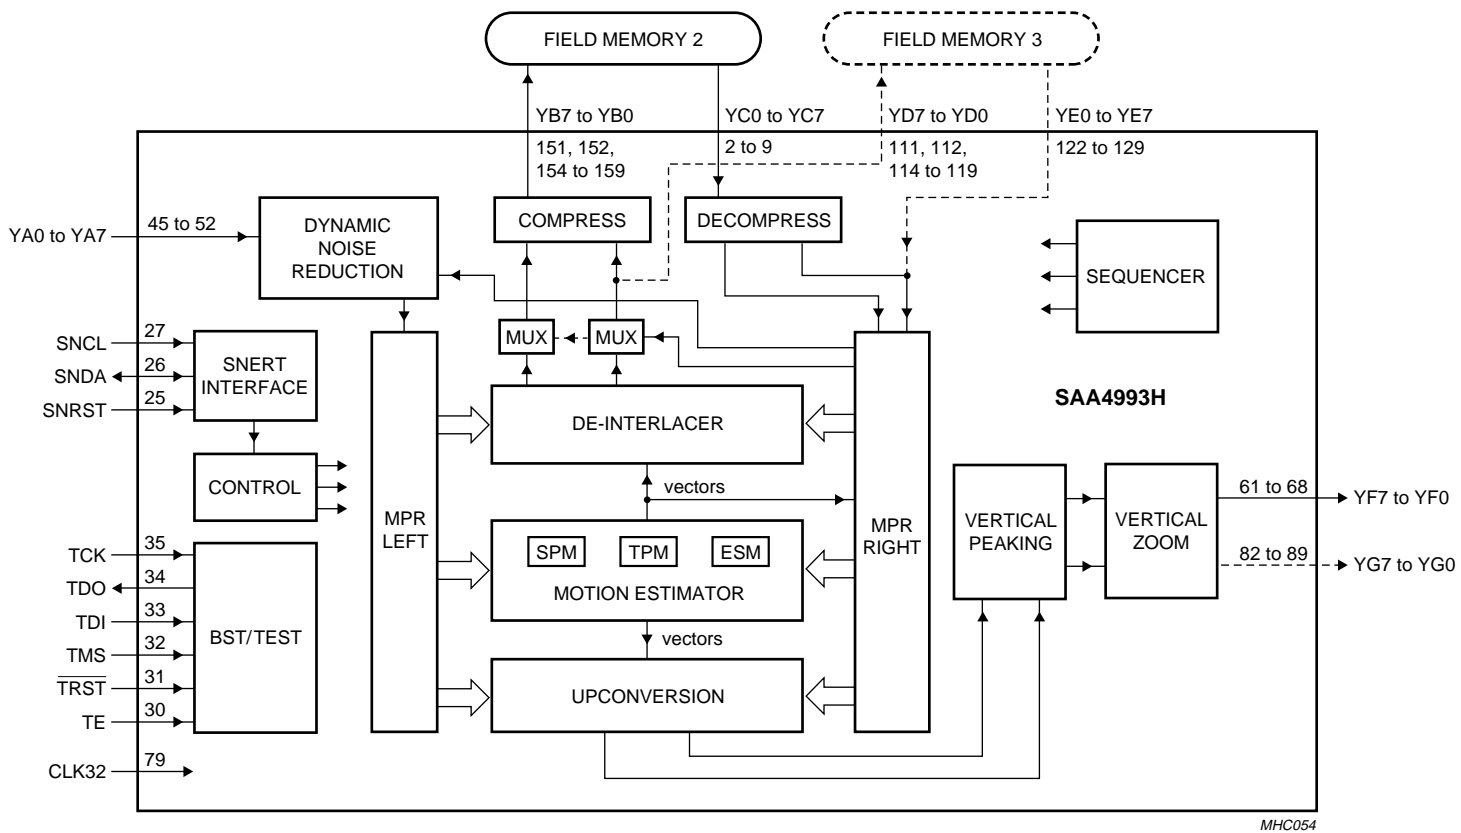 FIELD MEMORY 2
FIELD MEMORY 3
YB7 to YB0
YC0 to YC7
YD7 to YD0
YE0 to YE7
151, 152,
154 to 159
2 to 9
111, 112,
114 to 119
122 to 129
YA0 to YA7
45 to 52
DYNAMIC
NOISE
REDUCTION
COMPRESS
DECOMPRESS
SEQUENCER
SNCL
27
SNDA
26
SNRST
25
SNERT
INTERFACE
MUX
MUX
SAA4993H
DE-INTERLACER
CONTROL
vectors
MPR
LEFT
MPR
RIGHT
SPM
TPM
ESM
MOTION ESTIMATOR
VERTICAL
PEAKING
VERTICAL
ZOOM
61 to 68
YF7 to YF0
82 to 89
YG7 to YG0
TCK
35
TDO
34
TDI
33
TMS
32
TRST
31
TE
30
BST/TEST
vectors
UPCONVERSION
CLK32
79
MHC054